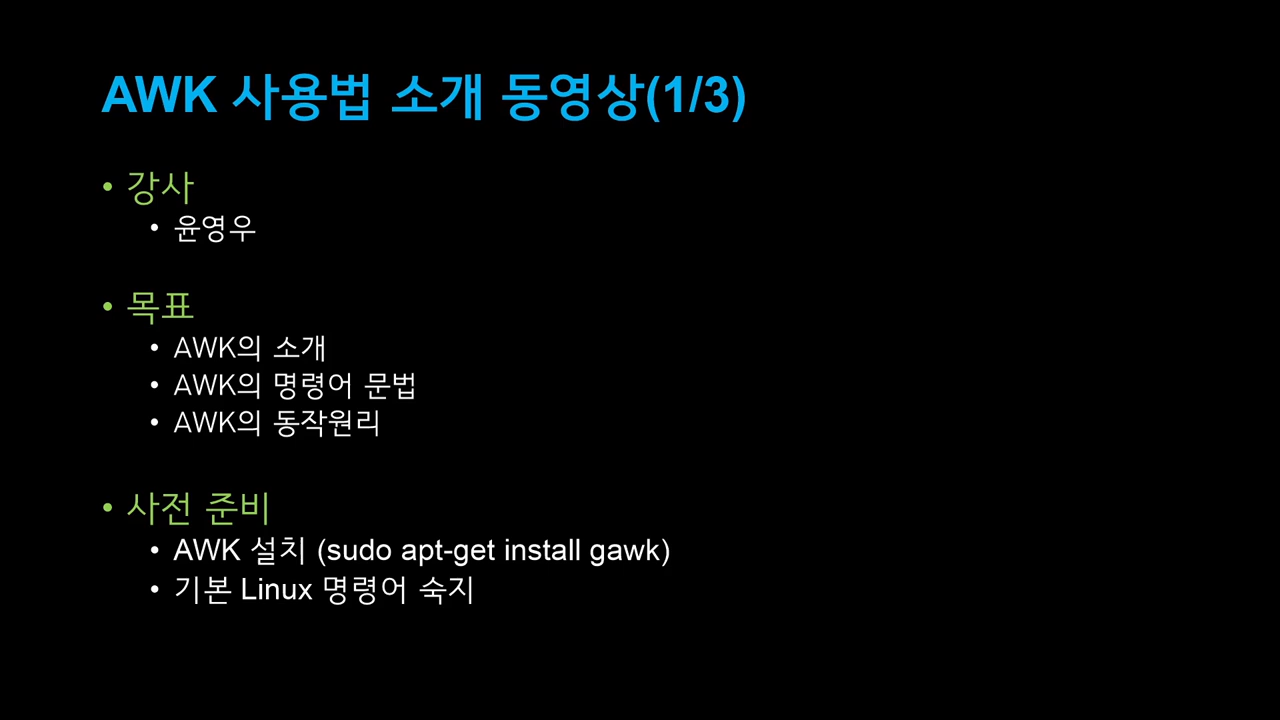 AWK 사용법 소개 동영상(1/3)
• 강사
• 윤영우
• 목표
• AWK의 소개
• AWK의 명령어 문법
• AWK의 동작원리
• 사전 준비
• AWK 설치 (sudo apt-get install gawk)
• 기본 Linux 명령어 숙지